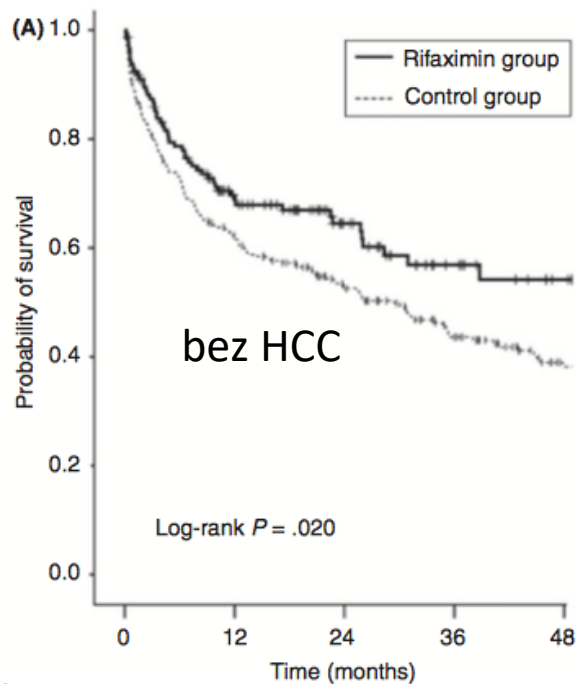 (A)
Rifaximin group
Control group
Probability of survival
1.0
0.8
0.6
0.4
0.2
0.0
bez HCC
Log-rank P = .020
0 12 24 36 48
Time (months)